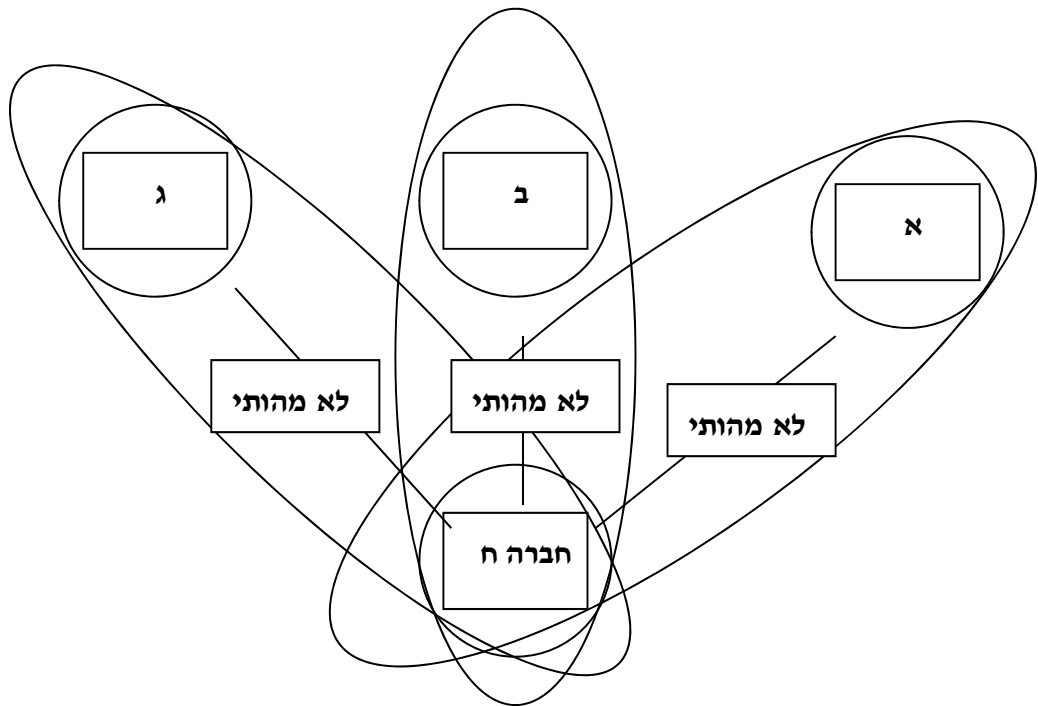 א
ב
ג
לא מהותי
לא מהותי
לא מהותי
חברה ח